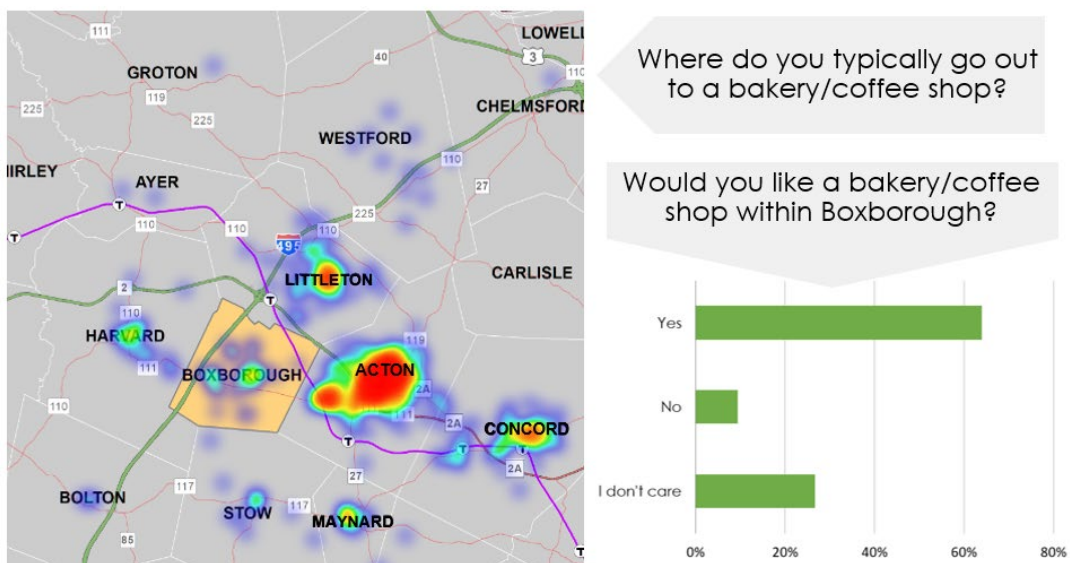 111
LOWELL
3
40
110
GROTON
119
225
225
CHELMSFORD
WESTFORD
110
AYER
27
110
110
225
110
495
LITTLETON
CARLISLE
2
110
HARVARD
119
111
BOXBOROUGH
ACTON
2A
110
111
2A
CONCORD
T
T
T
T
T
T
T
2A
27
BOLTON
117
STOW
117
MAYNARD
85
Where do you typically go out
to a bakery/coffee shop?
Would you like a bakery/coffee
shop within Boxborough?
Yes
No
I don't care
0% 20% 40% 60% 80%